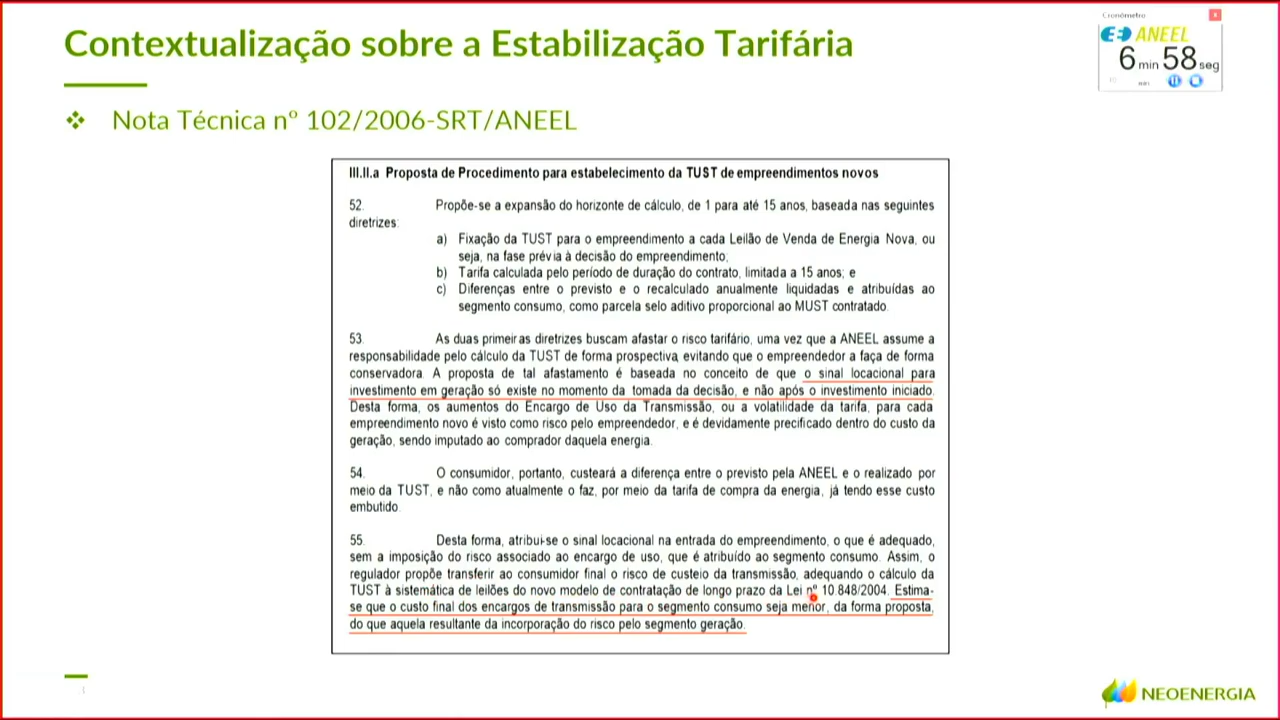 Contextualização sobre a Estabilização Tarifária
Cronômetro
ANEEL
6 min 58 seg
Nota Técnica nº 102/2006-SRT/ANEEL
III.II.a Proposta de Procedimento para estabelecimento da TUST de empreendimentos novos
52. Propõe-se a expansão do horizonte de cálculo, de 1 para até 15 anos, baseada nas seguintes
diretrizes:
a) Fixação da TUST para o empreendimento a cada Leilão de Venda de Energia Nova, ou
seja, na fase prévia à decisão do empreendimento;
b) Tarifa calculada pelo período de duração do contrato, limitada a 15 anos; e
c) Diferenças entre o previsto e o recalculado anualmente liquidadas e atribuídas ao
segmento consumo, como parcela selo aditivo proporcional ao MUST contratado.
53. As duas primeiras diretrizes buscam afastar o risco tarifário, uma vez que a ANEEL assume a
responsabilidade pelo cálculo da TUST de forma prospectiva, evitando que o empreendedor a faça de forma
conservadora. A proposta de tal afastamento é baseada no conceito de que o sinal locacional para
investimento em geração só existe no momento da tomada da decisão, e não após o investimento iniciado.
Desta forma, os aumentos do Encargo de Uso da Transmissão, ou a volatilidade da tarifa, para cada
empreendimento novo é visto como risco pelo empreendedor, e é devidamente precificado dentro do custo da
geração, sendo imputado ao comprador daquela energia.
54. O consumidor, portanto, custeará a diferença entre o previsto pela ANEEL e o realizado por
meio da TUST, e não como atualmente o faz, por meio da tarifa de compra da energia, já tendo esse custo
embutido.
55. Desta forma, atribui-se o sinal locacional na entrada do empreendimento, o que é adequado,
sem a imposição do risco associado ao encargo de uso, que é atribuído ao segmento consumo. Assim, o
regulador propõe transferir ao consumidor final o risco de custeio da transmissão, adequando o cálculo da
TUST à sistemática de leilões do novo modelo de contratação de longo prazo da Lei nº 10.848/2004. Estima-
se que o custo final dos encargos de transmissão para o segmento consumo seja menor, da forma proposta,
do que aquela resultante da incorporação do risco pelo segmento geração.
NEOENERGIA